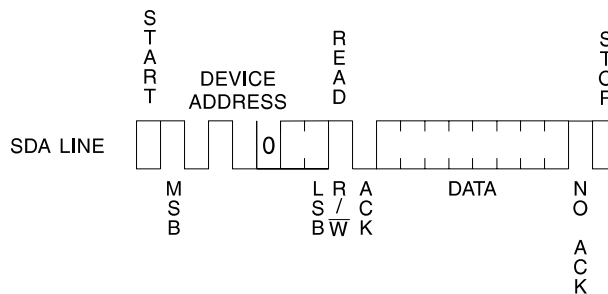 START
DEVICE
ADDRESS
READ
STOP
SDA LINE
0
MSB
LSB
R/W
ACK
DATA
NO ACK